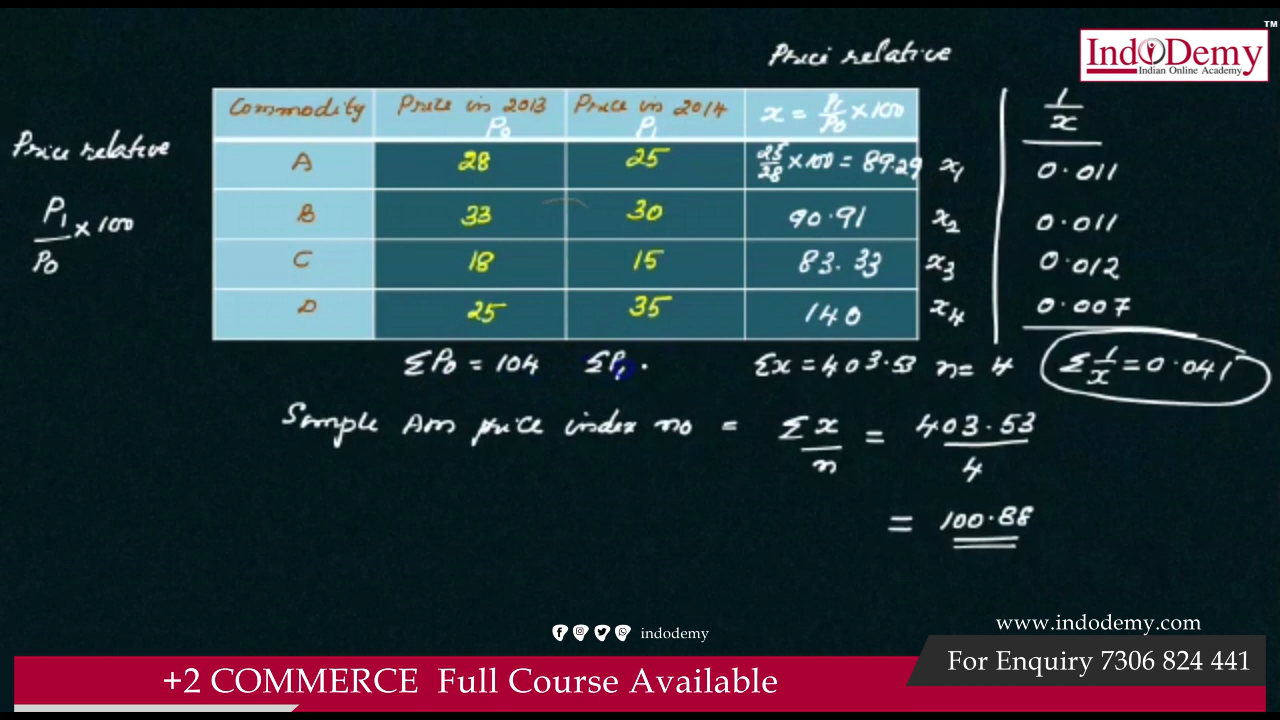 IndODemy
TM
Indian Online Academy
Price relative
Commodity Price in 2013 P0 Price in 2014 P1 x = P1/P0 × 100 1/x
Price relative
P1/P0 × 100
A 28 25 25/28 × 100 = 89.29 x1 0.011
B 33 30 90.91 x2 0.011
C 18 15 83.33 x3 0.012
D 25 35 140 x4 0.007
ΣP0 = 104 ΣP1 . Σx = 403.53 n = 4 Σ1/x = 0.041
Sample Am price index no = Σx/n = 403.53/4
= 100.88
indodemy
www.indodemy.com
+2 COMMERCE Full Course Available
For Enquiry 7306 824 441